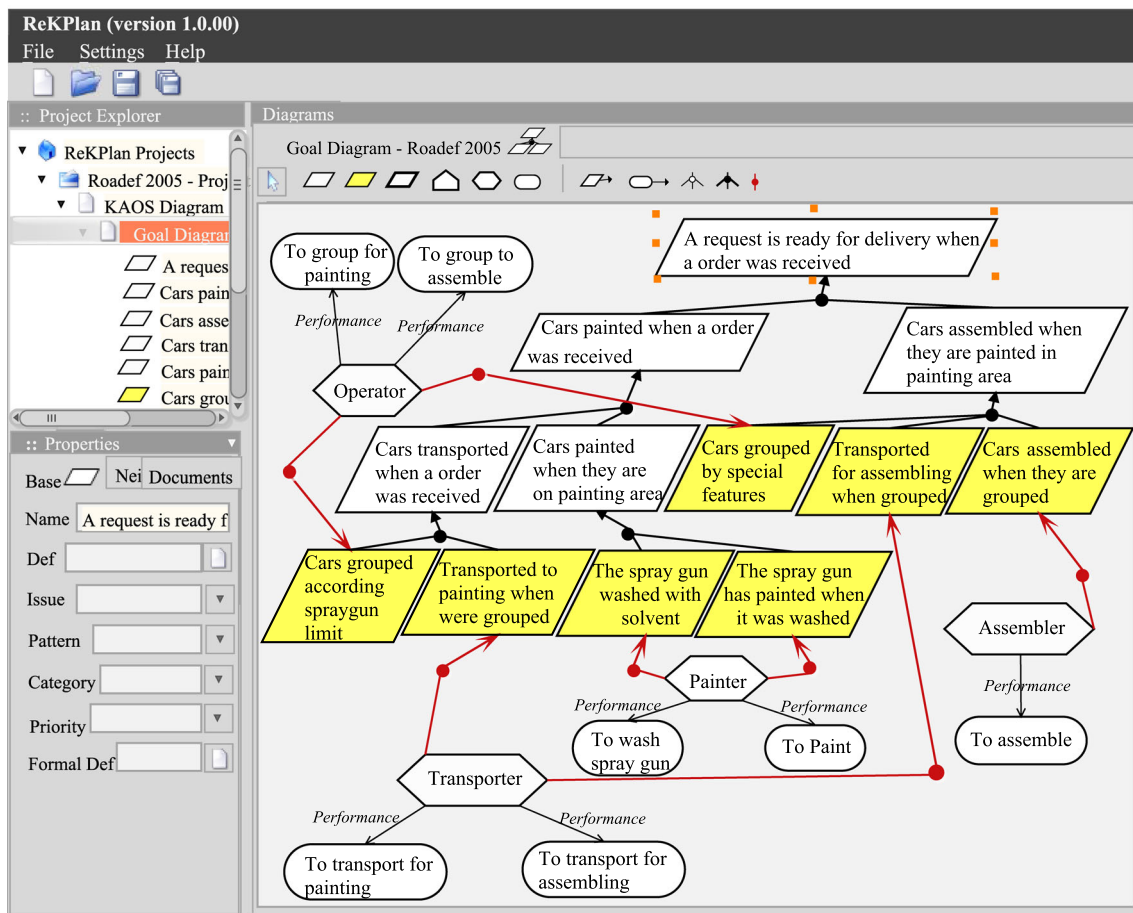 ReKPlan (version 1.0.00)
File Settings Help
:: Project Explorer
ReKPlan Projects
Roadef 2005 - Proj
KAOS Diagram
Goal Diagram
A reques
Cars pain
Cars asse
Cars tran
Cars pain
Cars grou
:: Properties
Base Nei Documents
Name A request is ready f
Def
Issue
Pattern
Category
Priority
Formal Def
Diagrams
Goal Diagram - Roadef 2005
A request is ready for delivery when
a order was received
To group for
painting
To group to
assemble
Performance
Performance
Operator
Cars painted when a order
was received
Cars assembled when
they are painted in
painting area
Cars transported
when a order
was received
Cars painted
when they are
on painting area
Cars grouped
by special
features
Transported
for assembling
when grouped
Cars assembled
when they are
grouped
Cars grouped
according
spraygun
limit
Transported to
painting when
were grouped
The spray gun
washed with
solvent
The spray gun
has painted when
it was washed
Assembler
Performance
To assemble
Painter
Performance
Performance
To wash
spray gun
To Paint
Transporter
Performance
Performance
To transport for
painting
To transport for
assembling